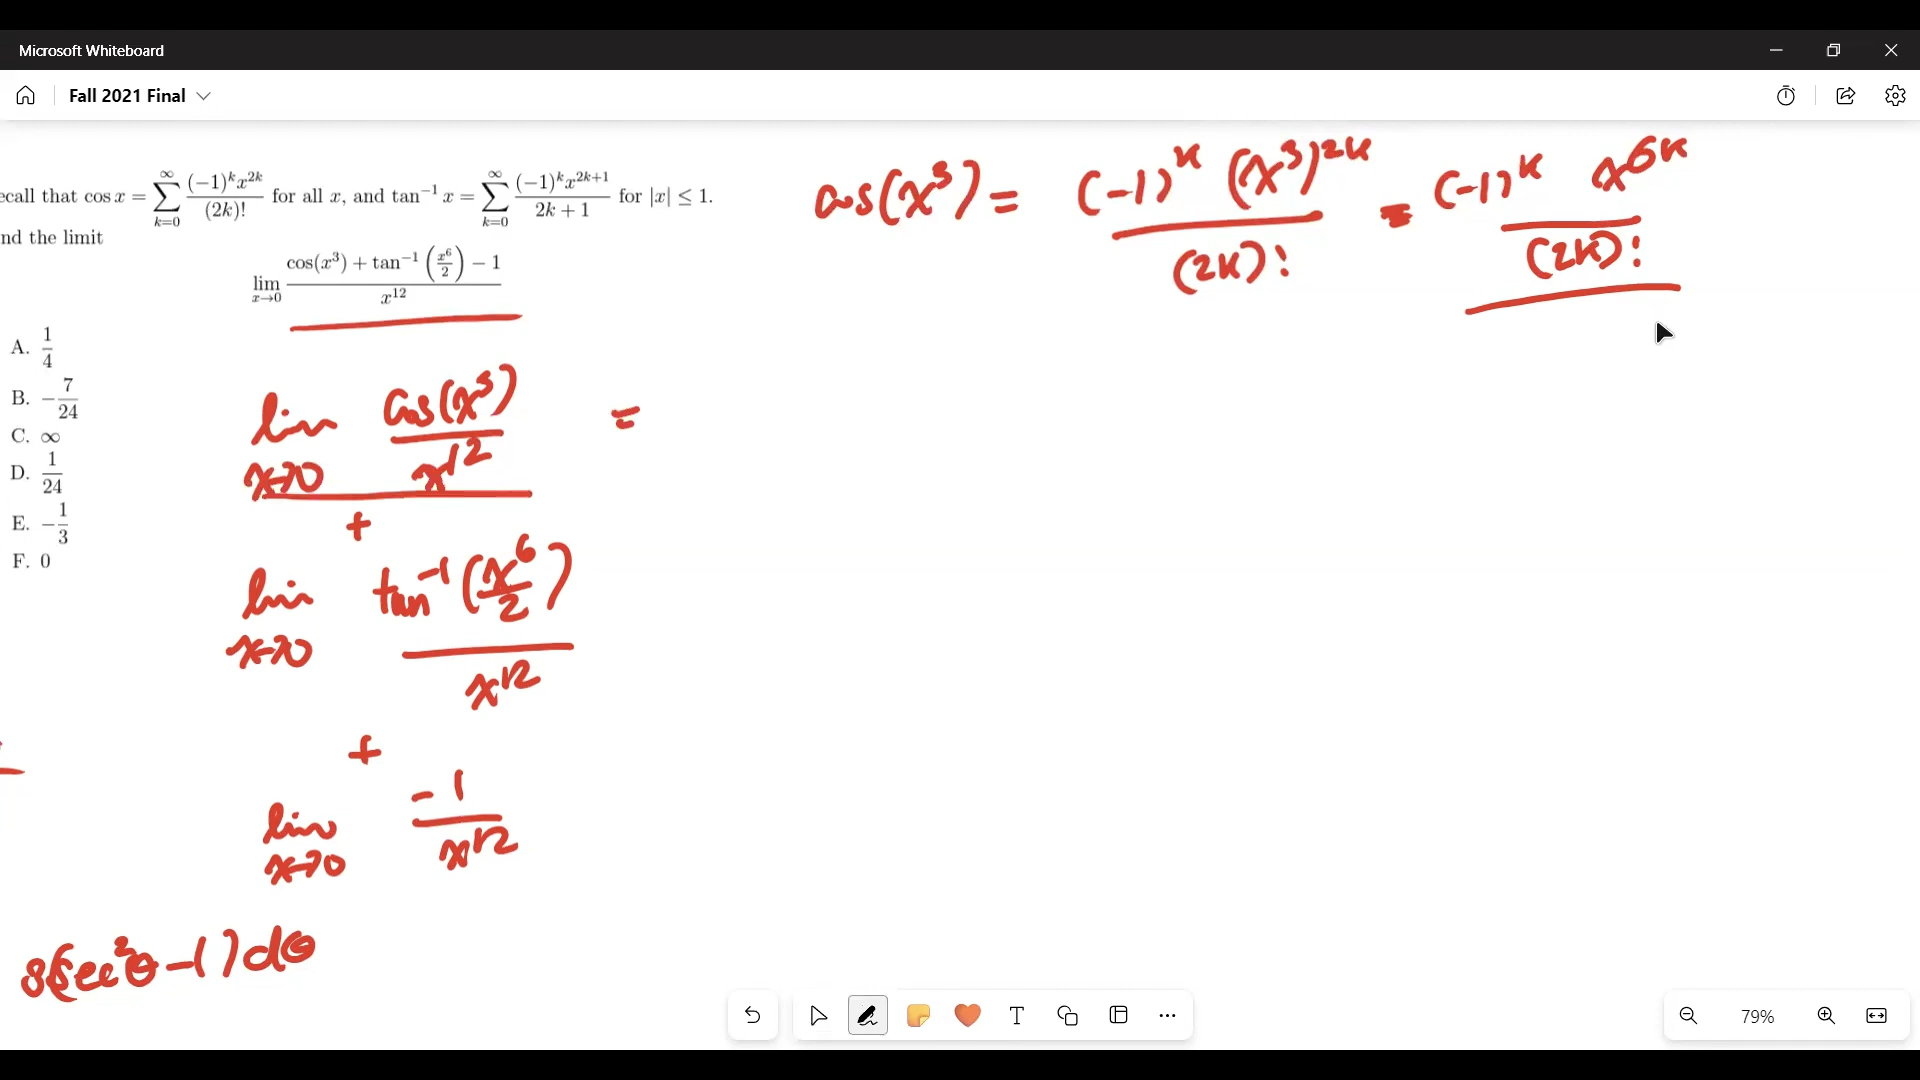 Microsoft Whiteboard
Fall 2021 Final
ecall that cos x = ∑_{k=0}^{∞} (-1)^k x^{2k} / (2k)! for all x, and tan^{-1} x = ∑_{k=0}^{∞} (-1)^k x^{2k+1} / 2k + 1 for |x| ≤ 1.
nd the limit
lim_{x→0} cos(x^3) + tan^{-1} (x^6/2) − 1 / x^{12}
A. 1/4
B. −7/24
C. ∞
D. 1/24
E. −1/3
F. 0
cos(x^3) = (-1)^k (x^3)^{2k} / (2k)! = (-1)^k x^{6k} / (2k)!
lim_{x→0} cos(x^3) / x^{12} =
+
lim_{x→0} tan^{-1} (x^6/2) / x^{12}
+
lim_{x→0} -1 / x^{12}
8(sec^2θ -1)dθ
79%